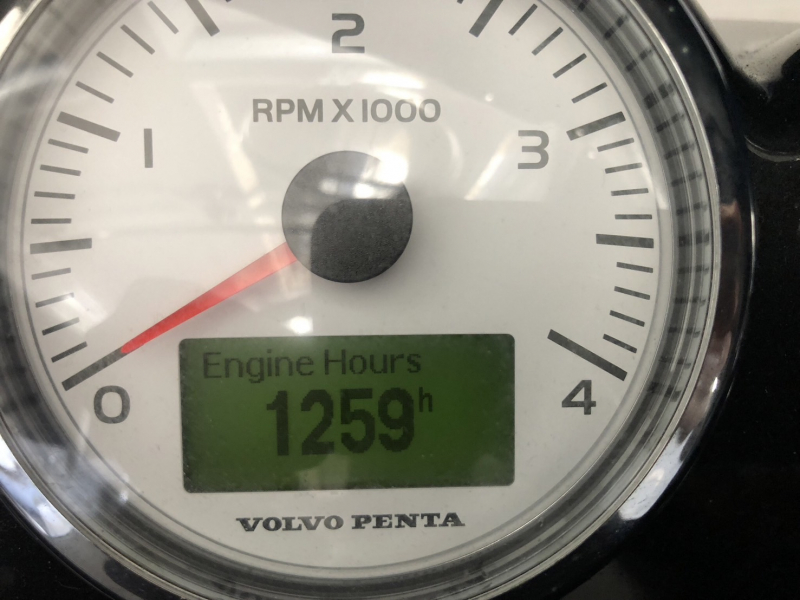 2
RPM X 1000
1
3
Engine Hours
1259h
0
4
VOLVO PENTA